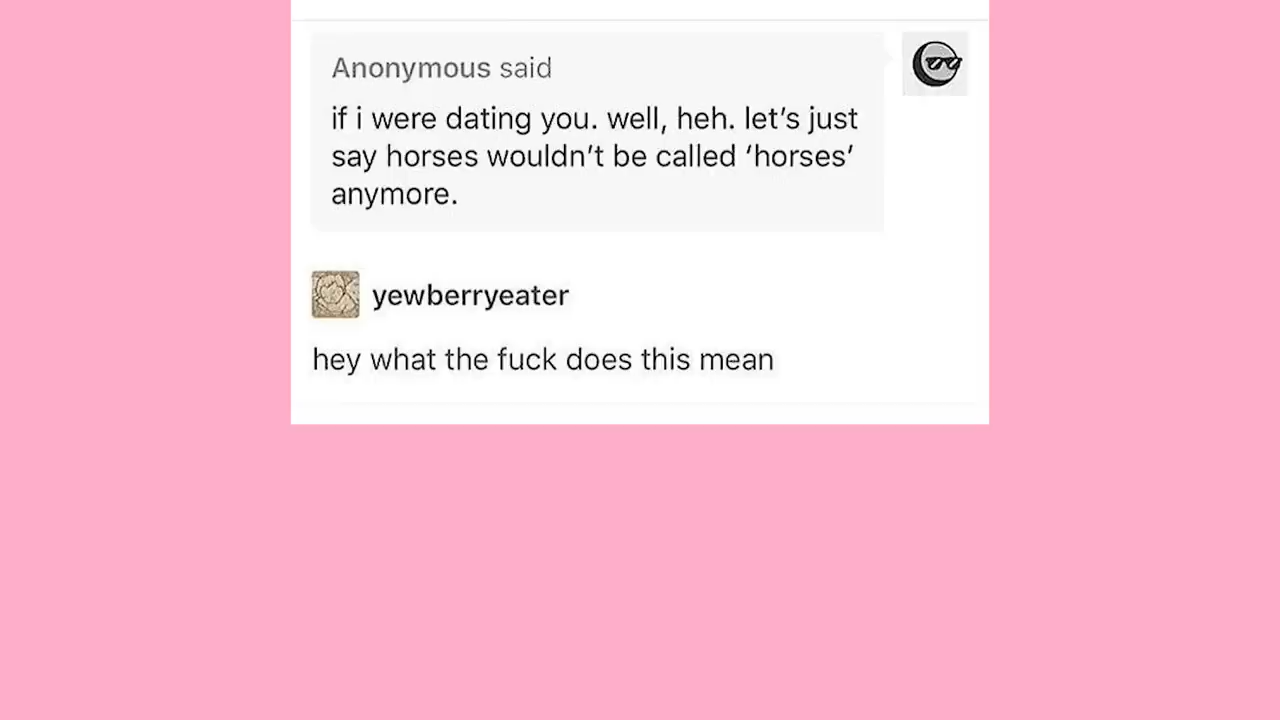 Anonymous said
if i were dating you. well, heh. let’s just
say horses wouldn’t be called ‘horses’
anymore.
yewberryeater
hey what the fuck does this mean